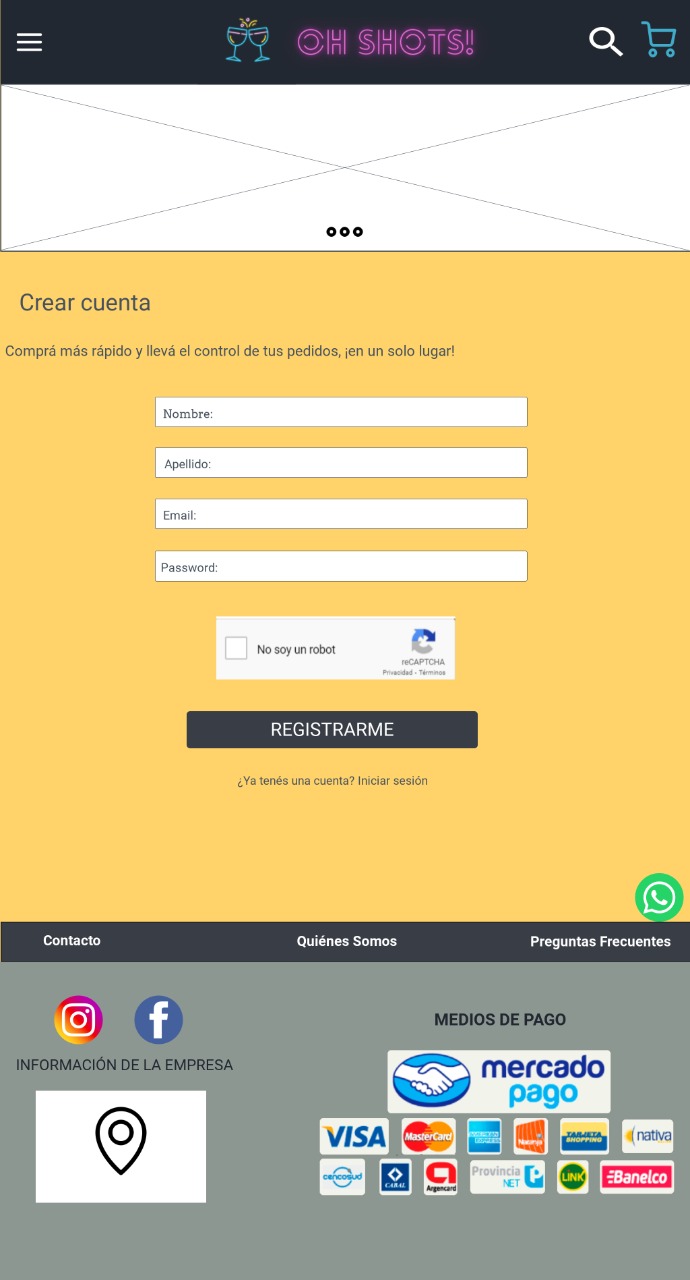 OH SHOTS!
Crear cuenta
Comprá más rápido y llevá el control de tus pedidos, ¡en un solo lugar!
Nombre:
Apellido:
Email:
Password:
No soy un robot
reCAPTCHA
Privacidad - Términos
REGISTRARME
¿Ya tenés una cuenta? Iniciar sesión
Contacto
Quiénes Somos
Preguntas Frecuentes
MEDIOS DE PAGO
INFORMACIÓN DE LA EMPRESA
mercado
pago
VISA
MasterCard
AMERICAN
EXPRESS
Naranja
TARJETA
SHOPPING
nativa
cencosud
CABAL
Argencard
Provincia
NET
LINK
Banelco